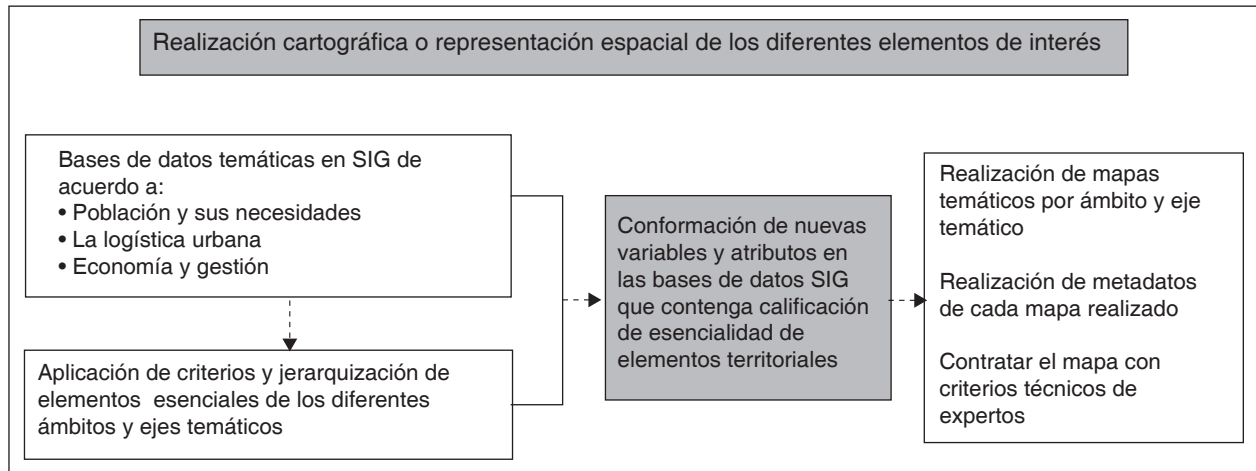 Realización cartográfica o representación espacial de los diferentes elementos de interés
Bases de datos temáticas en SIG de
acuerdo a:
• Población y sus necesidades
• La logística urbana
• Economía y gestión
Aplicación de criterios y jerarquización de
elementos esenciales de los diferentes
ámbitos y ejes temáticos
Conformación de nuevas
variables y atributos en
las bases de datos SIG
que contenga calificación
de esencialidad de
elementos territoriales
Realización de mapas
temáticos por ámbito y eje
temático
Realización de metadatos
de cada mapa realizado
Contratar el mapa con
criterios técnicos de
expertos